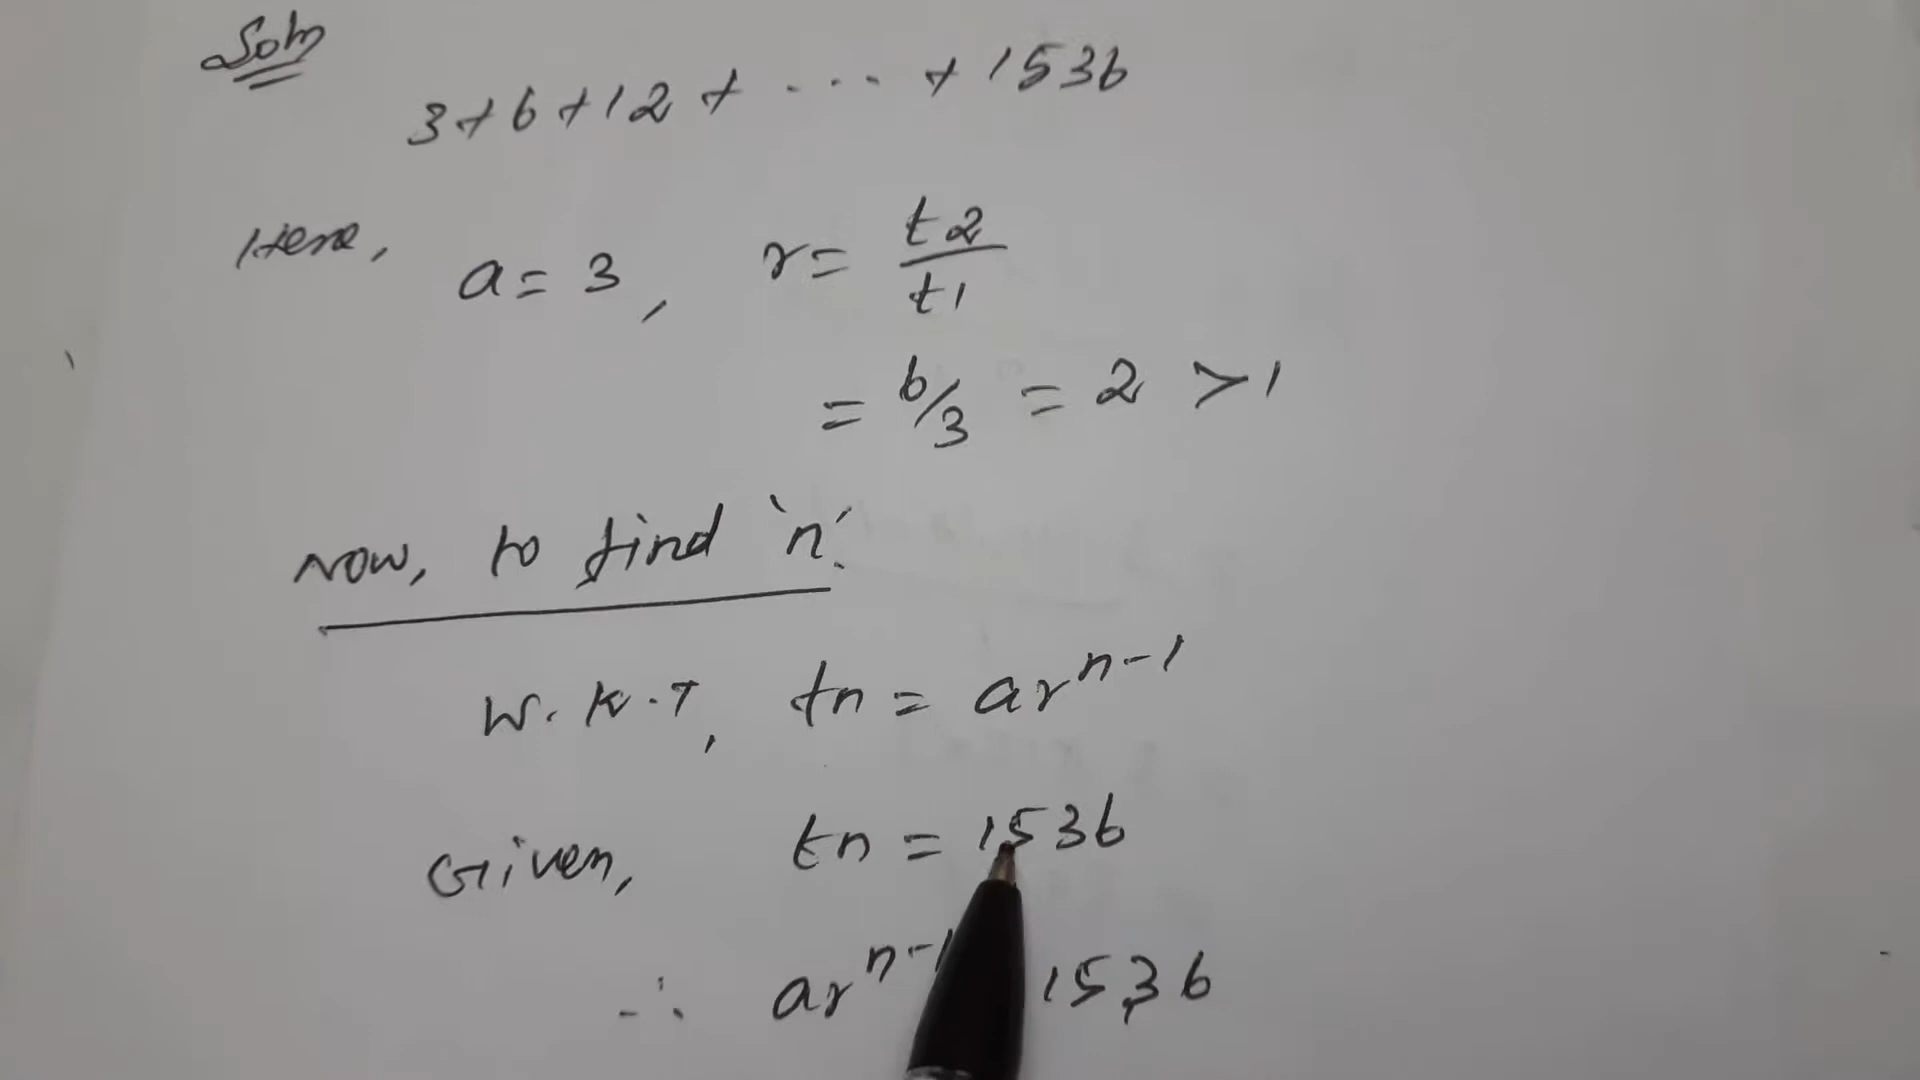 Soln
3+6+12+ ... +1536
Here, a=3, r= t2/t1
= 6/3 = 2 >1
Now, to find 'n'.
W.K.T, tn = ar^n-1
Given, tn = 1536
∴ ar^n-1 1536